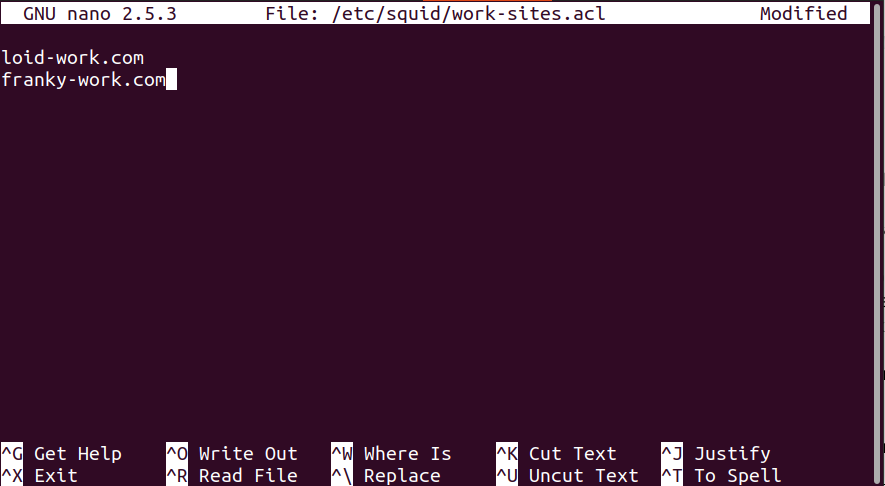 GNU nano 2.5.3 File: /etc/squid/work-sites.acl Modified
loid-work.com
franky-work.com
^G Get Help ^O Write Out ^W Where Is ^K Cut Text ^J Justify
^X Exit ^R Read File ^\ Replace ^U Uncut Text ^T To Spell